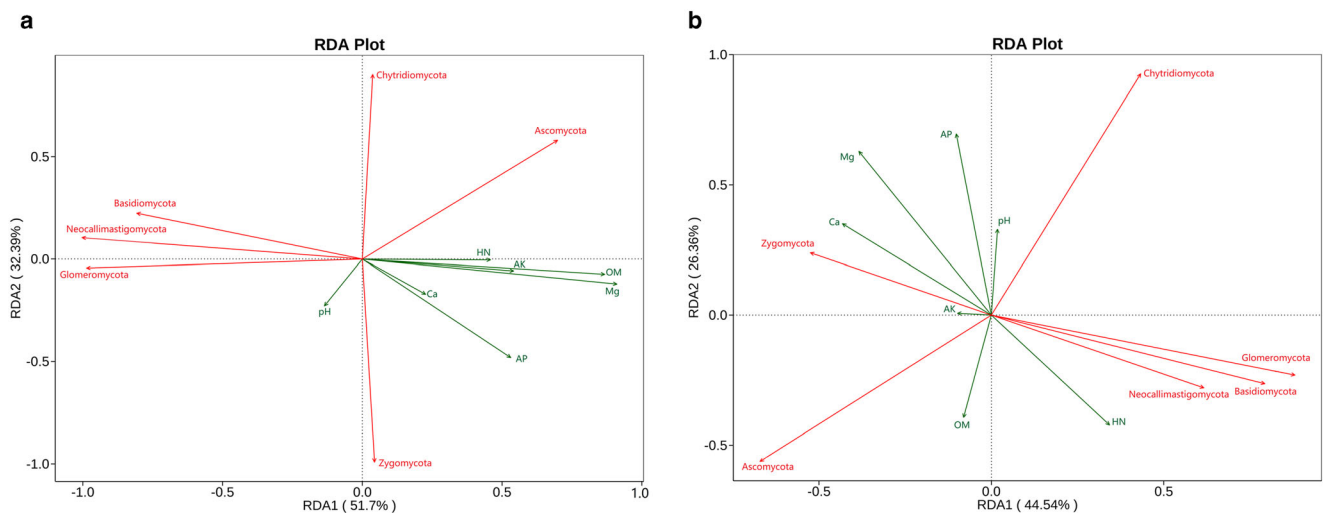 a
RDA Plot
Chytridiomycota
Ascomycota
Basidiomycota
Neocallimastigomycota
Glomeromycota
HN
AK
OM
Mg
Ca
pH
AP
Zygomycota
0.5
0.0
-0.5
-1.0
RDA2 ( 32.39% )
-1.0
-0.5
0.0
0.5
1.0
RDA1 ( 51.7% )
b
RDA Plot
Chytridiomycota
AP
Mg
pH
Ca
Zygomycota
AK
Glomeromycota
Neocallimastigomycota
Basidiomycota
OM
HN
Ascomycota
1.0
0.5
0.0
-0.5
RDA2 ( 26.36% )
-0.5
0.0
0.5
RDA1 ( 44.54% )